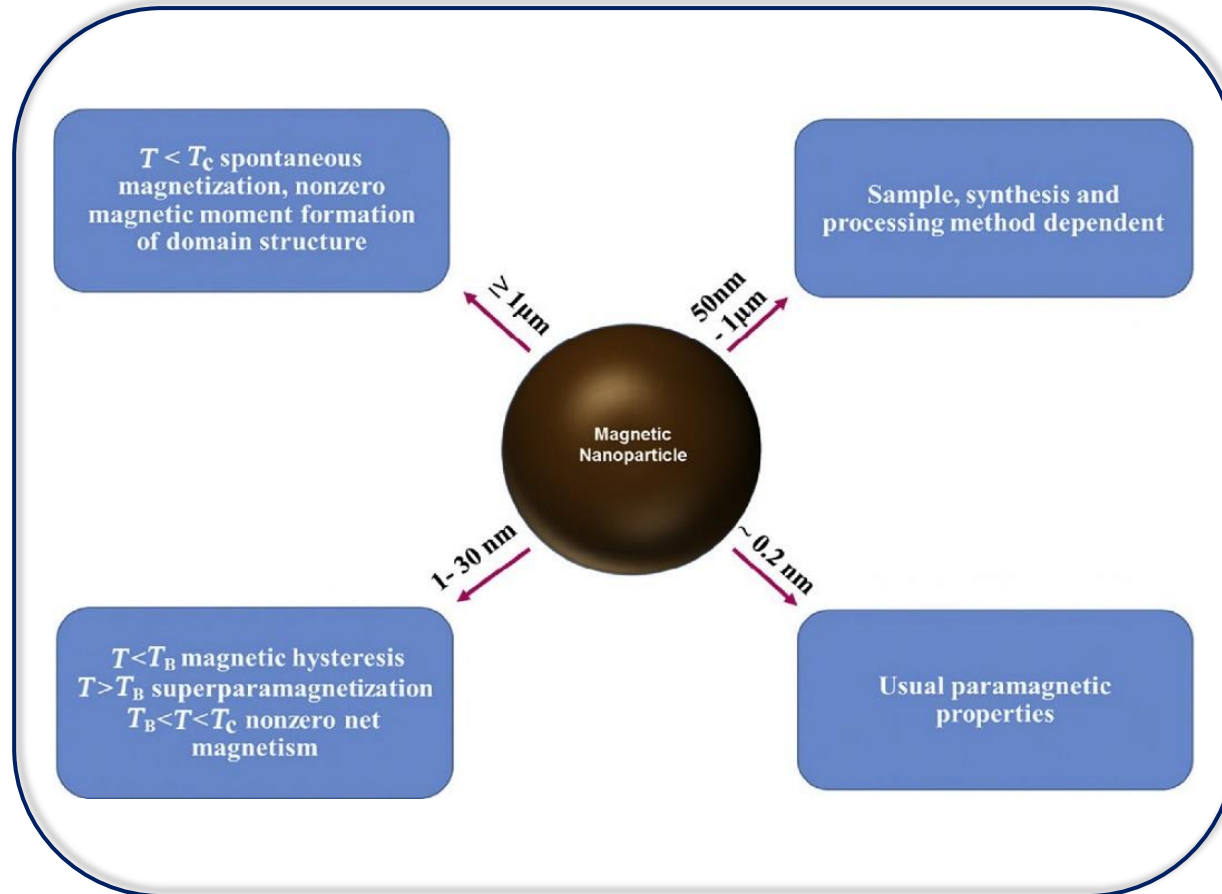 T < TC spontaneous
magnetization, nonzero
magnetic moment formation
of domain structure
Sample, synthesis and
processing method dependent
≥ 1μm
50nm
- 1μm
Magnetic
Nanoparticle
1- 30 nm
~ 0.2 nm
T<TB magnetic hysteresis
T>TB superparamagnetization
TB<T<TC nonzero net
magnetism
Usual paramagnetic
properties